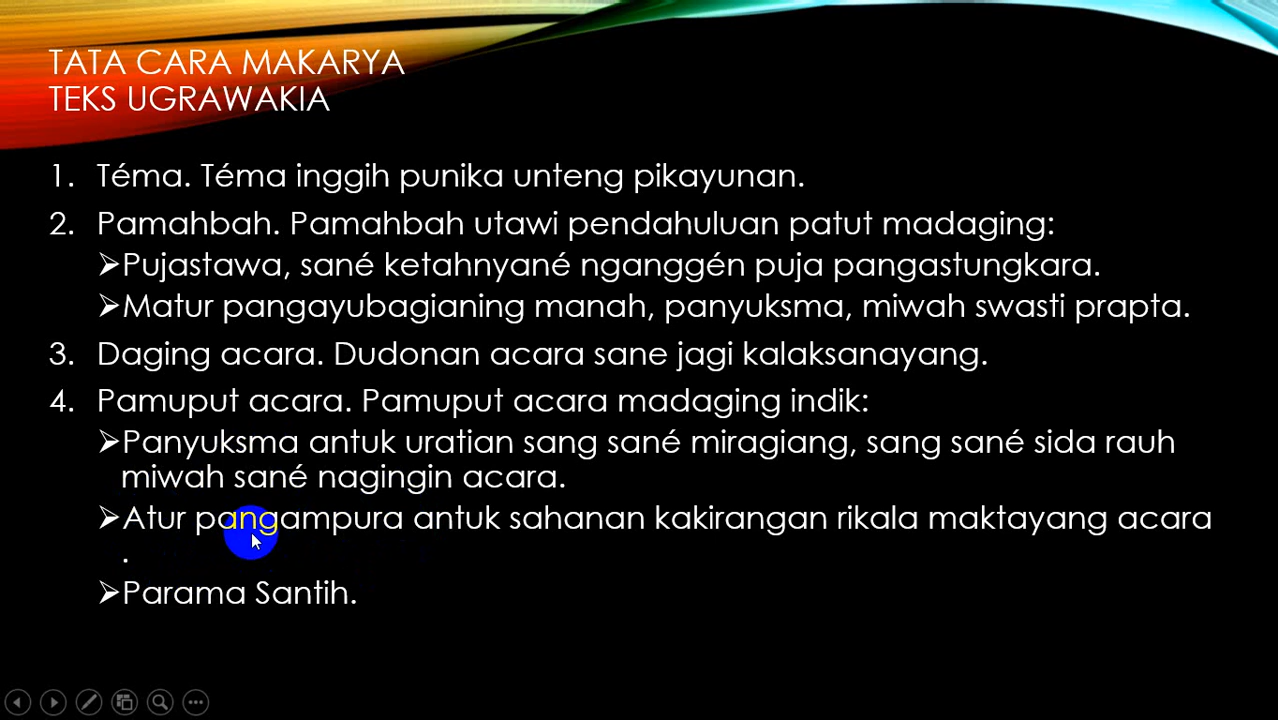 TATA CARA MAKARYA
TEKS UGRAWAKIA
1. Téma. Téma inggih punika unteng pikayunan.
2. Pamahbah. Pamahbah utawi pendahuluan patut madaging:
➢Pujastawa, sané ketahnyané nganggén puja pangastungkara.
➢Matur pangayubagianing manah, panyuksma, miwah swasti prapta.
3. Daging acara. Dudonan acara sane jagi kalaksanayang.
4. Pamuput acara. Pamuput acara madaging indik:
➢Panyuksma antuk uratian sang sané miragiang, sang sané sida rauh
miwah sané nagingin acara.
➢Atur pangampura antuk sahanan kakirangan rikala maktayang acara
.
➢Parama Santih.